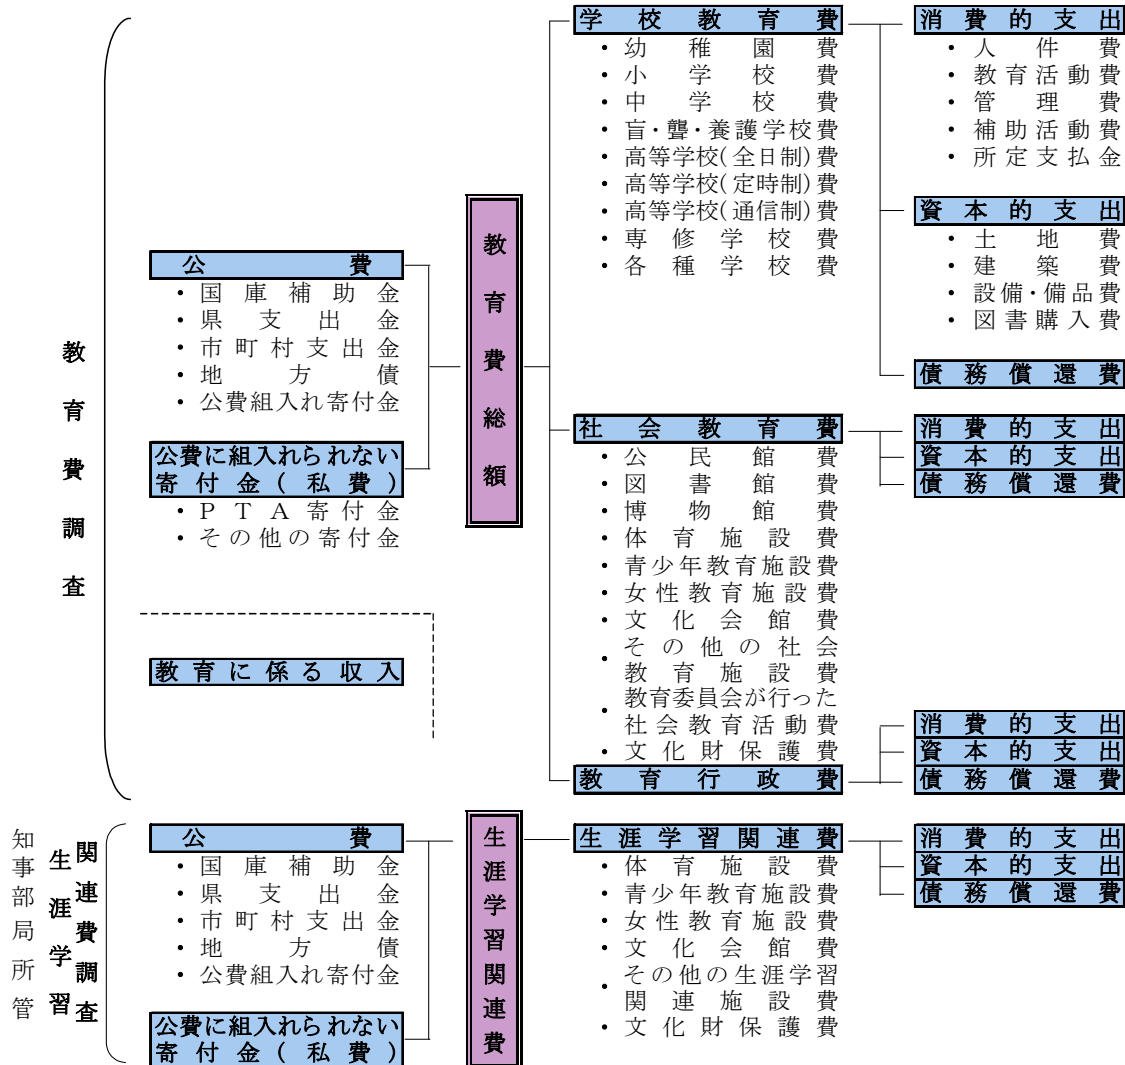 教育費調査
公費
・国庫補助金
・県支出金
・市町村支出金
・地方債
・公費組入れ寄付金
公費に組入れられない
寄付金(私費)
・PTA寄付金
・その他の寄付金
教育に係る収入
教育費総額
学校教育費
・幼稚園費
・小学校費
・中学校費
・盲・聾・養護学校費
・高等学校(全日制)費
・高等学校(定時制)費
・高等学校(通信制)費
・専修学校費
・各種学校費
消費的支出
・人件費
・教育活動費
・管理費
・補助活動費
・所定支払金
資本的支出
・土地費
・建築費
・設備・備品費
・図書購入費
債務償還費
社会教育費
・公民館費
・図書館費
・博物館費
・体育施設費
・青少年教育施設費
・女性教育施設費
・文化会館費
・その他の社会
教育施設費
・教育委員会が行った
社会教育活動費
・文化財保護費
消費的支出
資本的支出
債務償還費
教育行政費
消費的支出
資本的支出
債務償還費
知事部局所管
生涯学習
関連費調査
公費
・国庫補助金
・県支出金
・市町村支出金
・地方債
・公費組入れ寄付金
公費に組入れられない
寄付金(私費)
生涯学習関連費
生涯学習関連費
・体育施設費
・青少年教育施設費
・女性教育施設費
・文化会館費
・その他の生涯学習
関連施設費
・文化財保護費
消費的支出
資本的支出
債務償還費